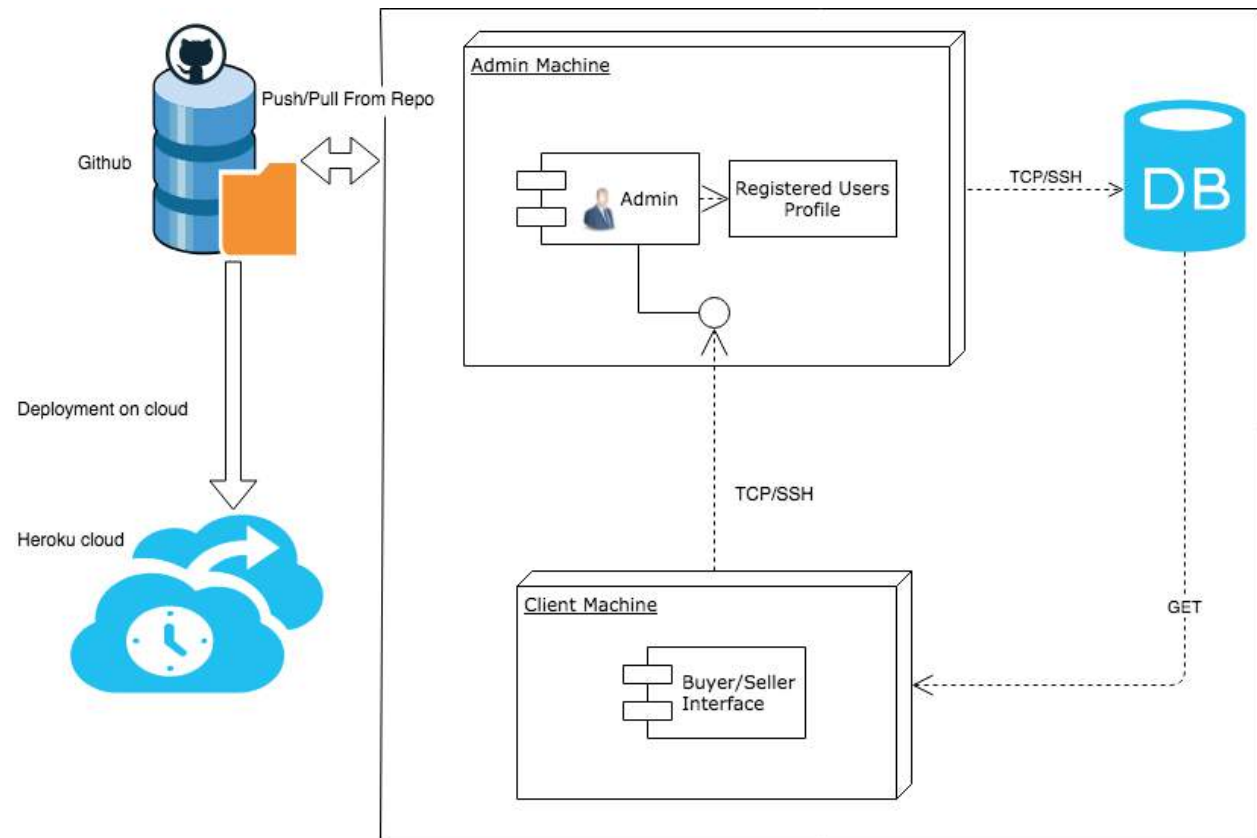 Push/Pull From Repo
Github
Deployment on cloud
Heroku cloud
Admin Machine
Admin
Registered Users
Profile
TCP/SSH
DB
TCP/SSH
Client Machine
Buyer/Seller
Interface
GET